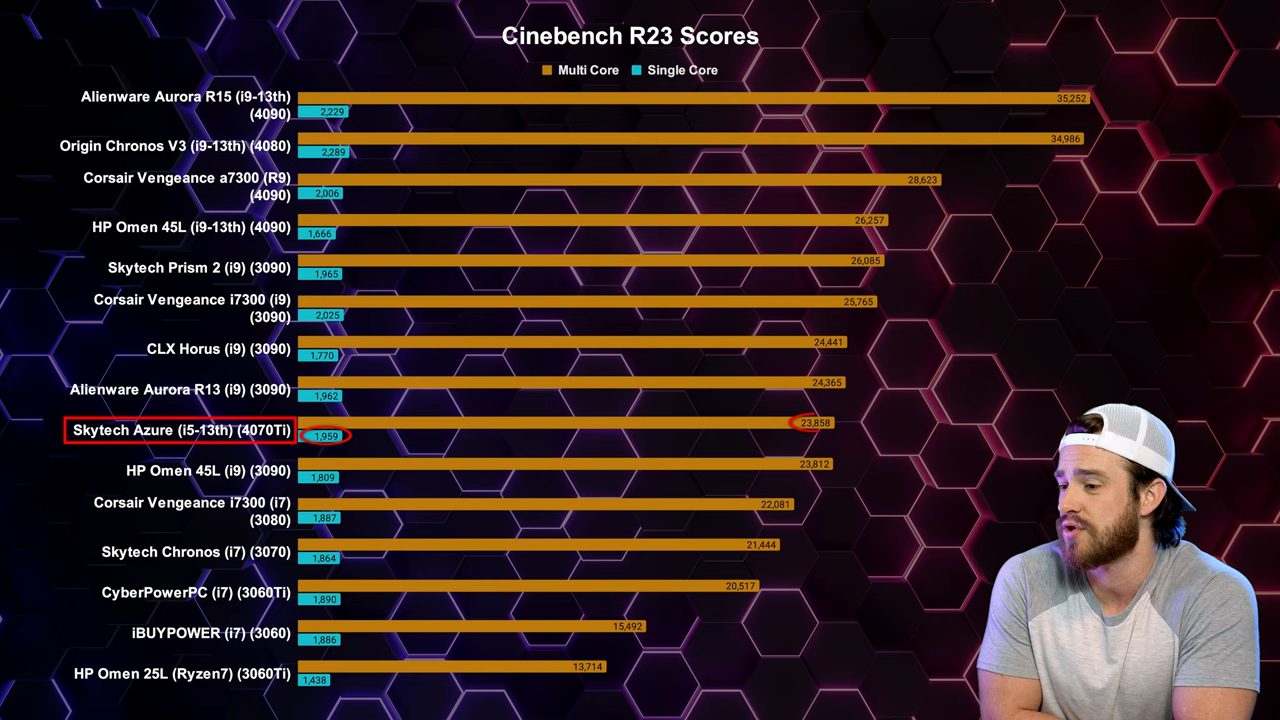 Cinebench R23 Scores
Multi Core Single Core
Alienware Aurora R15 (i9-13th)
(4090)
35,252
2,229
Origin Chronos V3 (i9-13th) (4080)
34,986
2,289
Corsair Vengeance a7300 (R9)
(4090)
28,623
2,006
HP Omen 45L (i9-13th) (4090)
26,257
1,666
Skytech Prism 2 (i9) (3090)
26,085
1,965
Corsair Vengeance i7300 (i9)
(3090)
25,765
2,025
CLX Horus (i9) (3090)
24,441
1,770
Alienware Aurora R13 (i9) (3090)
24,365
1,962
Skytech Azure (i5-13th) (4070Ti)
23,858
1,959
HP Omen 45L (i9) (3090)
23,812
1,809
Corsair Vengeance i7300 (i7)
(3080)
22,081
1,887
Skytech Chronos (i7) (3070)
21,444
1,864
CyberPowerPC (i7) (3060Ti)
20,517
1,890
iBUYPOWER (i7) (3060)
15,492
1,886
HP Omen 25L (Ryzen7) (3060Ti)
13,714
1,438